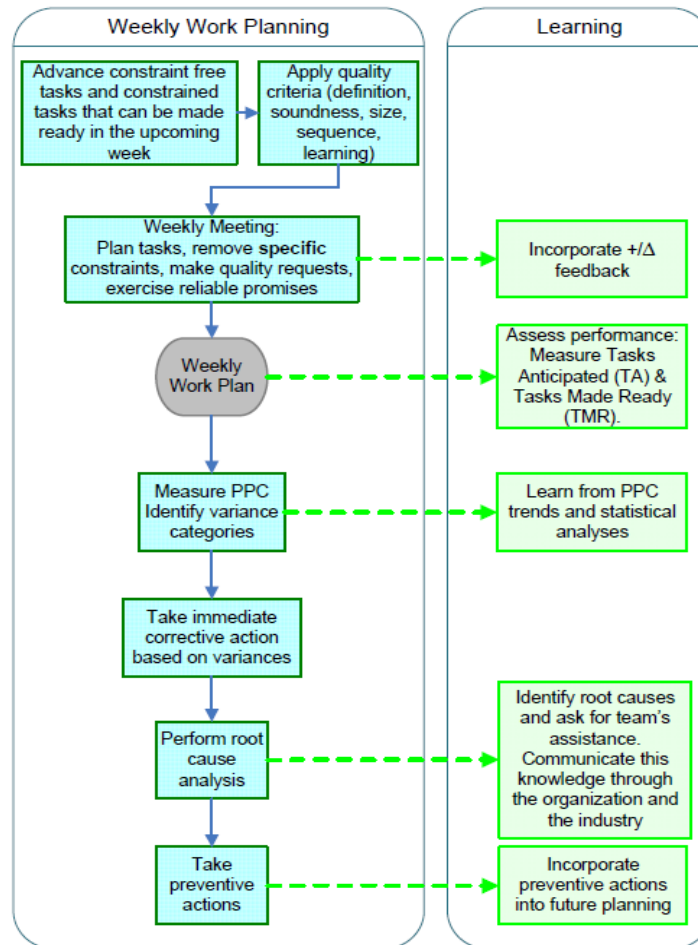 Weekly Work Planning
Learning
Advance constraint free
tasks and constrained
tasks that can be made
ready in the upcoming
week
Apply quality
criteria (definition,
soundness, size,
sequence,
learning)
Weekly Meeting:
Plan tasks, remove specific
constraints, make quality requests,
exercise reliable promises
Incorporate +/Δ
feedback
Weekly
Work Plan
Assess performance:
Measure Tasks
Anticipated (TA) &
Tasks Made Ready
(TMR).
Measure PPC
Identify variance
categories
Learn from PPC
trends and statistical
analyses
Take immediate
corrective action
based on variances
Perform root
cause
analysis
Identify root causes
and ask for team's
assistance.
Communicate this
knowledge through
the organization and
the industry
Take
preventive
actions
Incorporate
preventive actions
into future planning